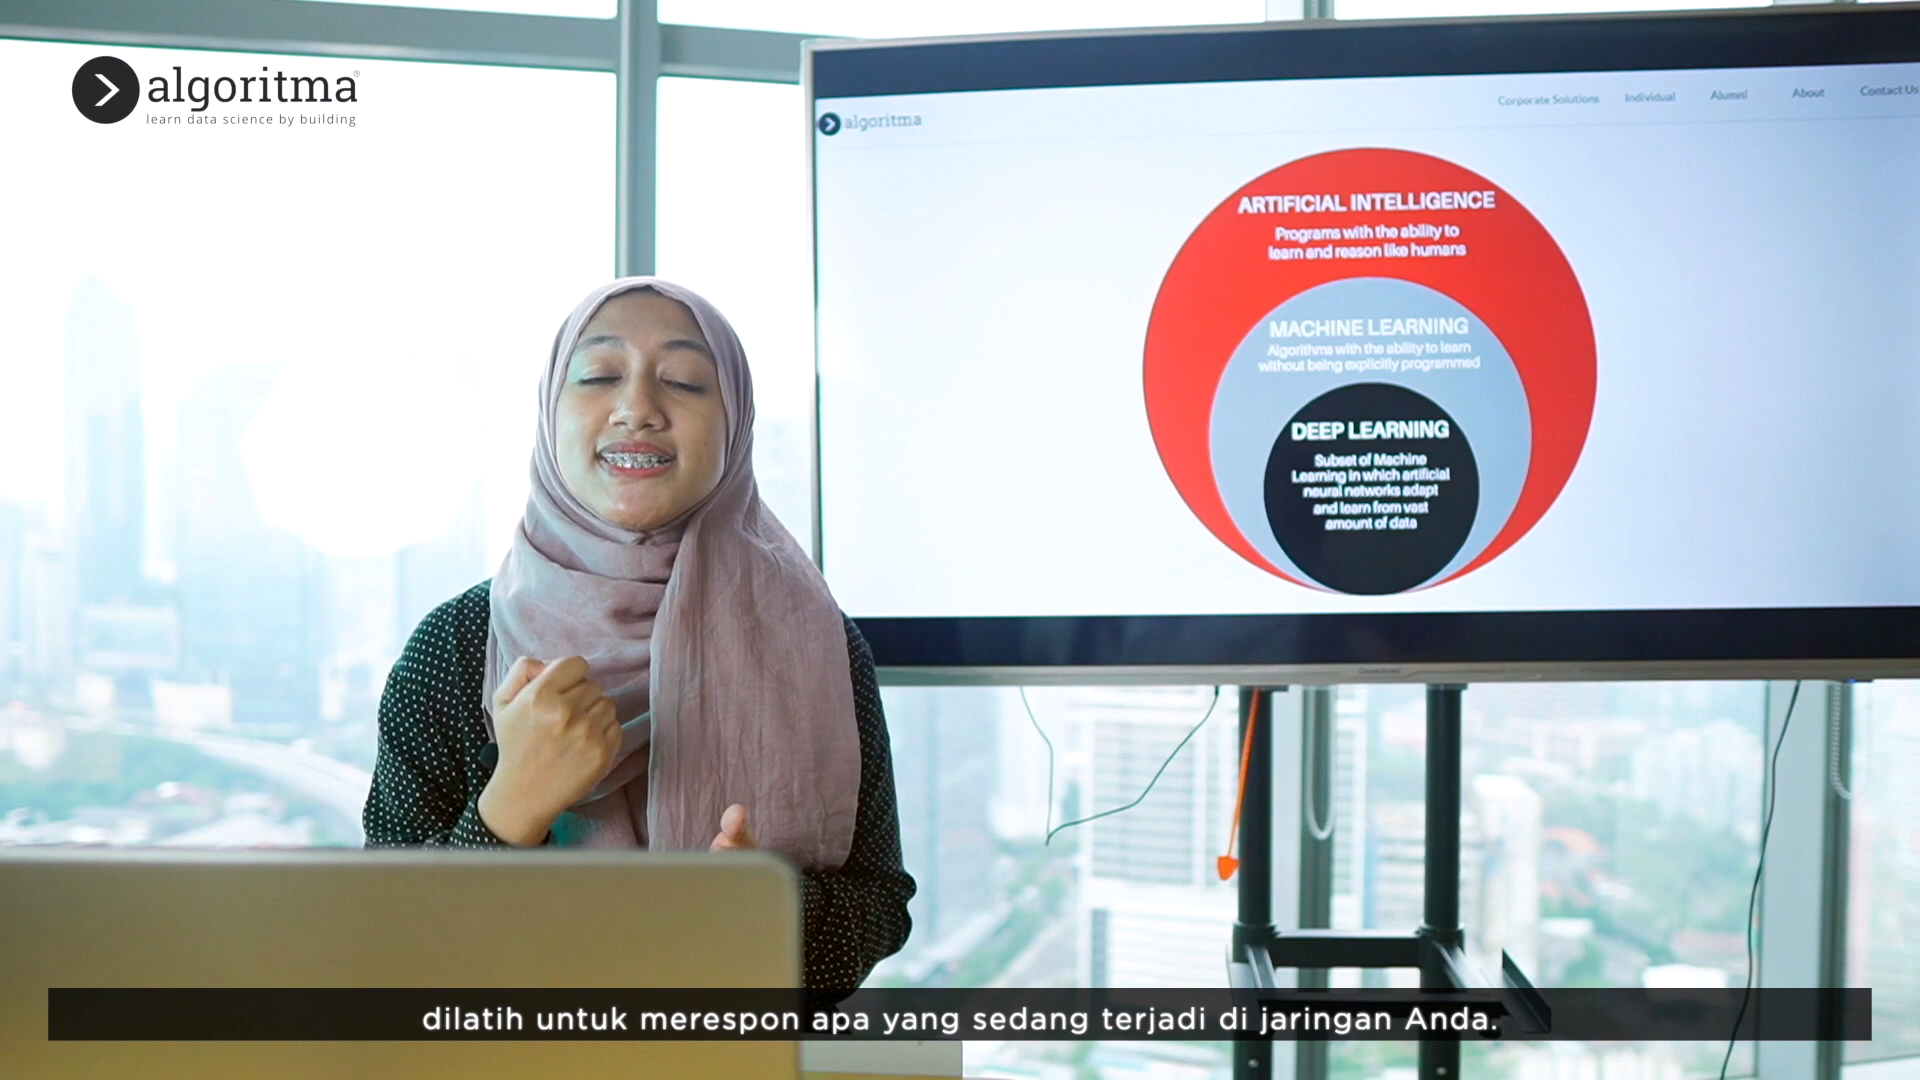 algoritma
learn data science by building
algoritma
Corporate Solutions Individual Alumni About Contact Us
ARTIFICIAL INTELLIGENCE
Programs with the ability to
learn and reason like humans
MACHINE LEARNING
Algorithms with the ability to learn
without being explicitly programmed
DEEP LEARNING
Subset of Machine
Learning in which artificial
neural networks adapt
and learn from vast
amount of data
dilatih untuk merespon apa yang sedang terjadi di jaringan Anda.